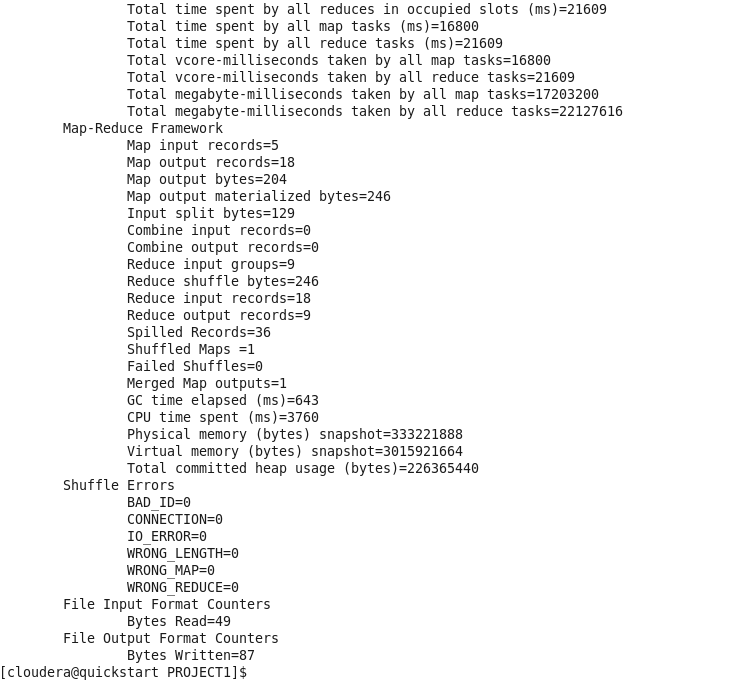 Total time spent by all reduces in occupied slots (ms)=21609
Total time spent by all map tasks (ms)=16800
Total time spent by all reduce tasks (ms)=21609
Total vcore-milliseconds taken by all map tasks=16800
Total vcore-milliseconds taken by all reduce tasks=21609
Total megabyte-milliseconds taken by all map tasks=17203200
Total megabyte-milliseconds taken by all reduce tasks=22127616
Map-Reduce Framework
Map input records=5
Map output records=18
Map output bytes=204
Map output materialized bytes=246
Input split bytes=129
Combine input records=0
Combine output records=0
Reduce input groups=9
Reduce shuffle bytes=246
Reduce input records=18
Reduce output records=9
Spilled Records=36
Shuffled Maps =1
Failed Shuffles=0
Merged Map outputs=1
GC time elapsed (ms)=643
CPU time spent (ms)=3760
Physical memory (bytes) snapshot=333221888
Virtual memory (bytes) snapshot=3015921664
Total committed heap usage (bytes)=226365440
Shuffle Errors
BAD_ID=0
CONNECTION=0
IO_ERROR=0
WRONG_LENGTH=0
WRONG_MAP=0
WRONG_REDUCE=0
File Input Format Counters
Bytes Read=49
File Output Format Counters
Bytes Written=87
[cloudera@quickstart PROJECT1]$